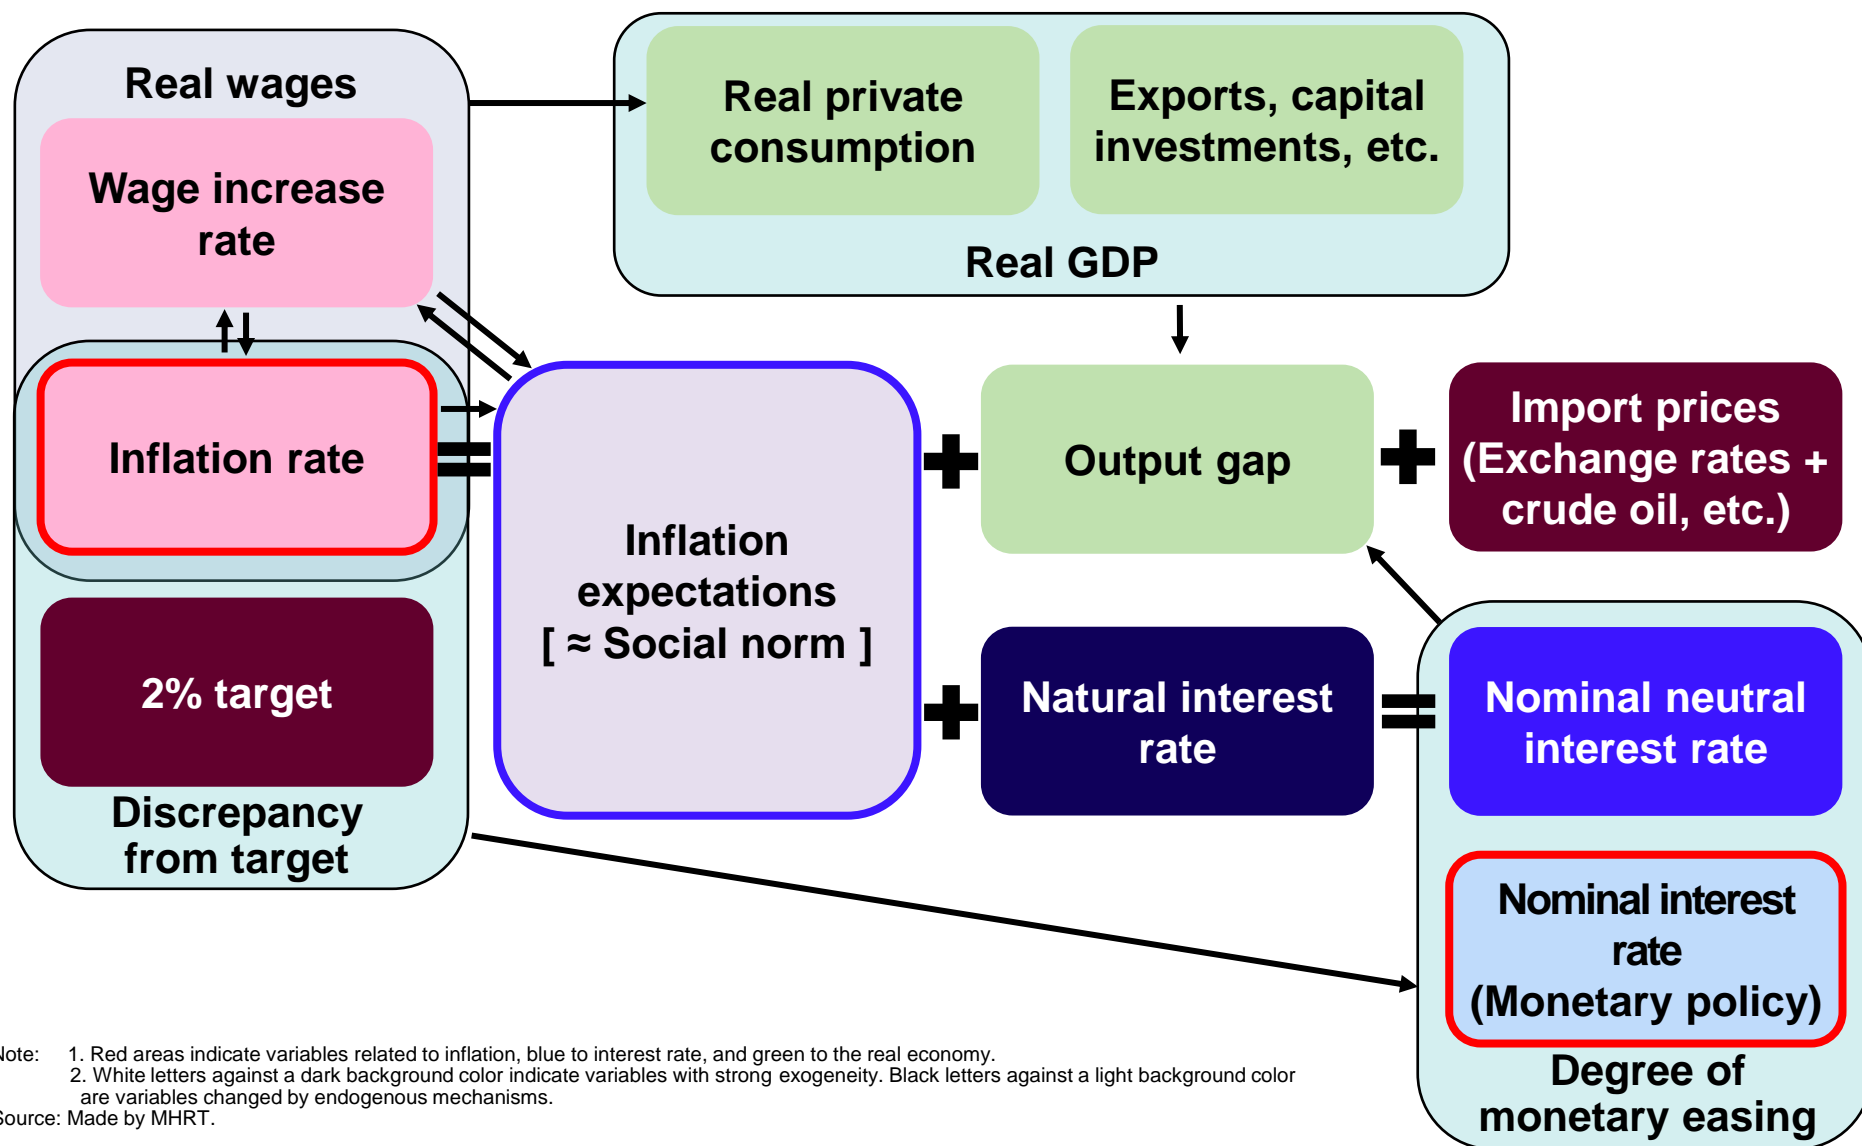 Real wages
Wage increase
rate
Real private
consumption
Exports, capital
investments, etc.
Real GDP
Inflation rate
=
Inflation
expectations
[ ≈ Social norm ]
+
Output gap
+
Import prices
(Exchange rates +
crude oil, etc.)
2% target
Discrepancy
from target
+
Natural interest
rate
=
Nominal neutral
interest rate
Nominal interest
rate
(Monetary policy)
Degree of
monetary easing
Note: 1. Red areas indicate variables related to inflation, blue to interest rate, and green to the real economy.
2. White letters against a dark background color indicate variables with strong exogeneity. Black letters against a light background color
are variables changed by endogenous mechanisms.
Source: Made by MHRT.